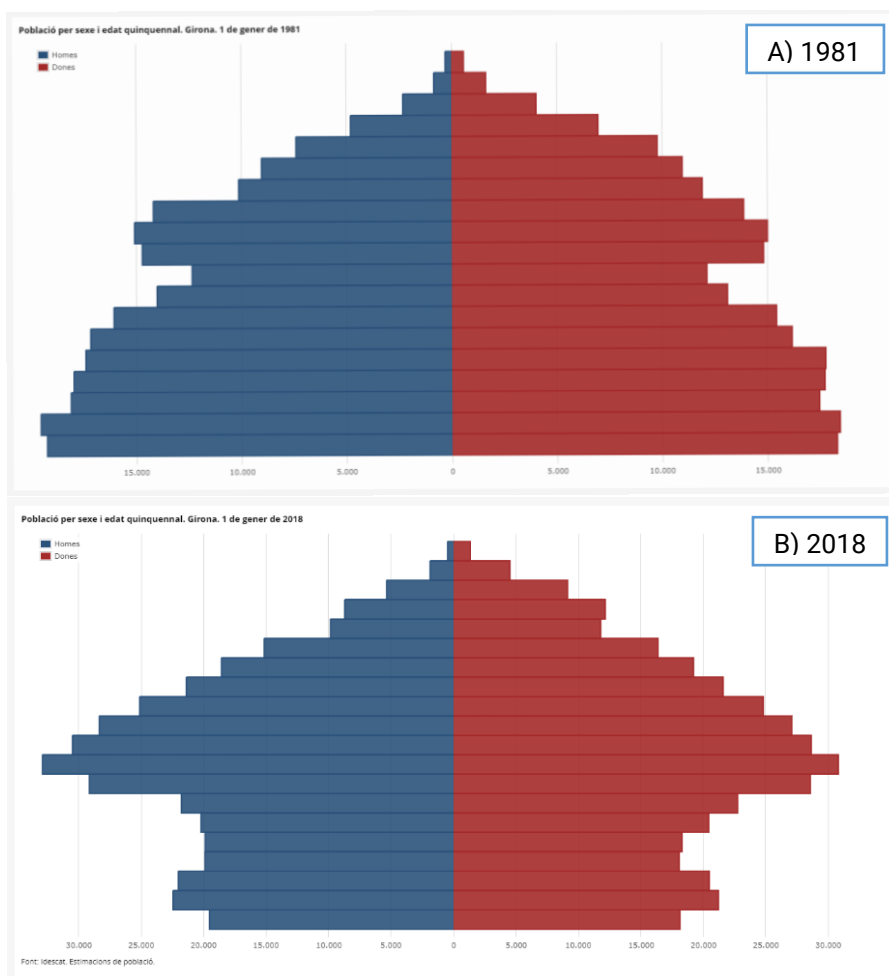 Població per sexe i edat quinquennal. Girona. 1 de gener de 1981
Homes
Dones
A) 1981
15.000 10.000 5.000 0 5.000 10.000 15.000
Població per sexe i edat quinquennal. Girona. 1 de gener de 2018
Homes
Dones
B) 2018
30.000 25.000 20.000 15.000 10.000 5.000 0 5.000 10.000 15.000 20.000 25.000 30.000
Font: Idescat. Estimacions de població.